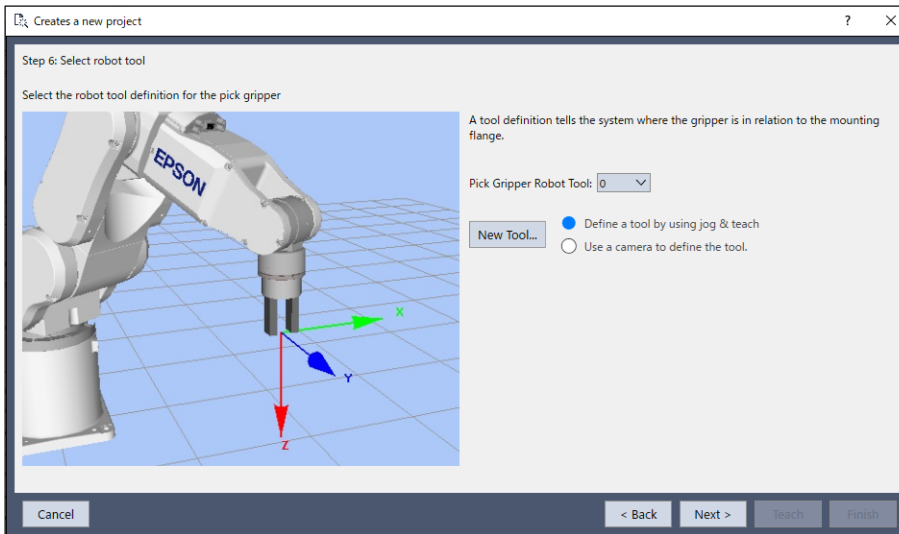 Creates a new project
?
Step 6: Select robot tool
Select the robot tool definition for the pick gripper
EPSON
X
Y
Z
A tool definition tells the system where the gripper is in relation to the mounting
flange.
Pick Gripper Robot Tool: 0
New Tool...
Define a tool by using jog & teach
Use a camera to define the tool.
Cancel
< Back
Next >
Teach
Finish